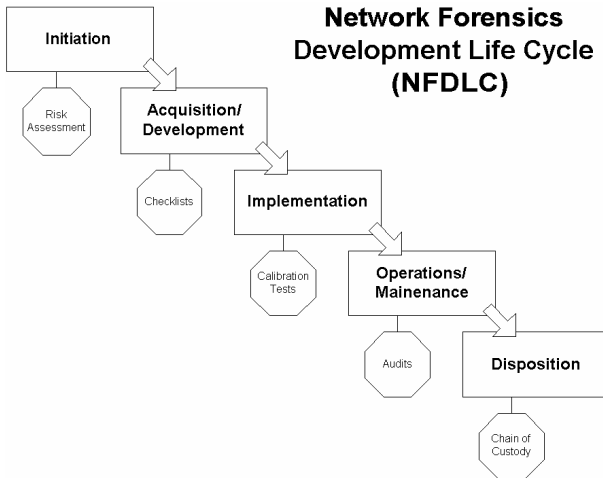 Network Forensics
Development Life Cycle
(NFDLC)
Initiation
Risk
Assessment
Acquisition/
Development
Checklists
Implementation
Calibration
Tests
Operations/
Mainenance
Audits
Disposition
Chain of
Custody